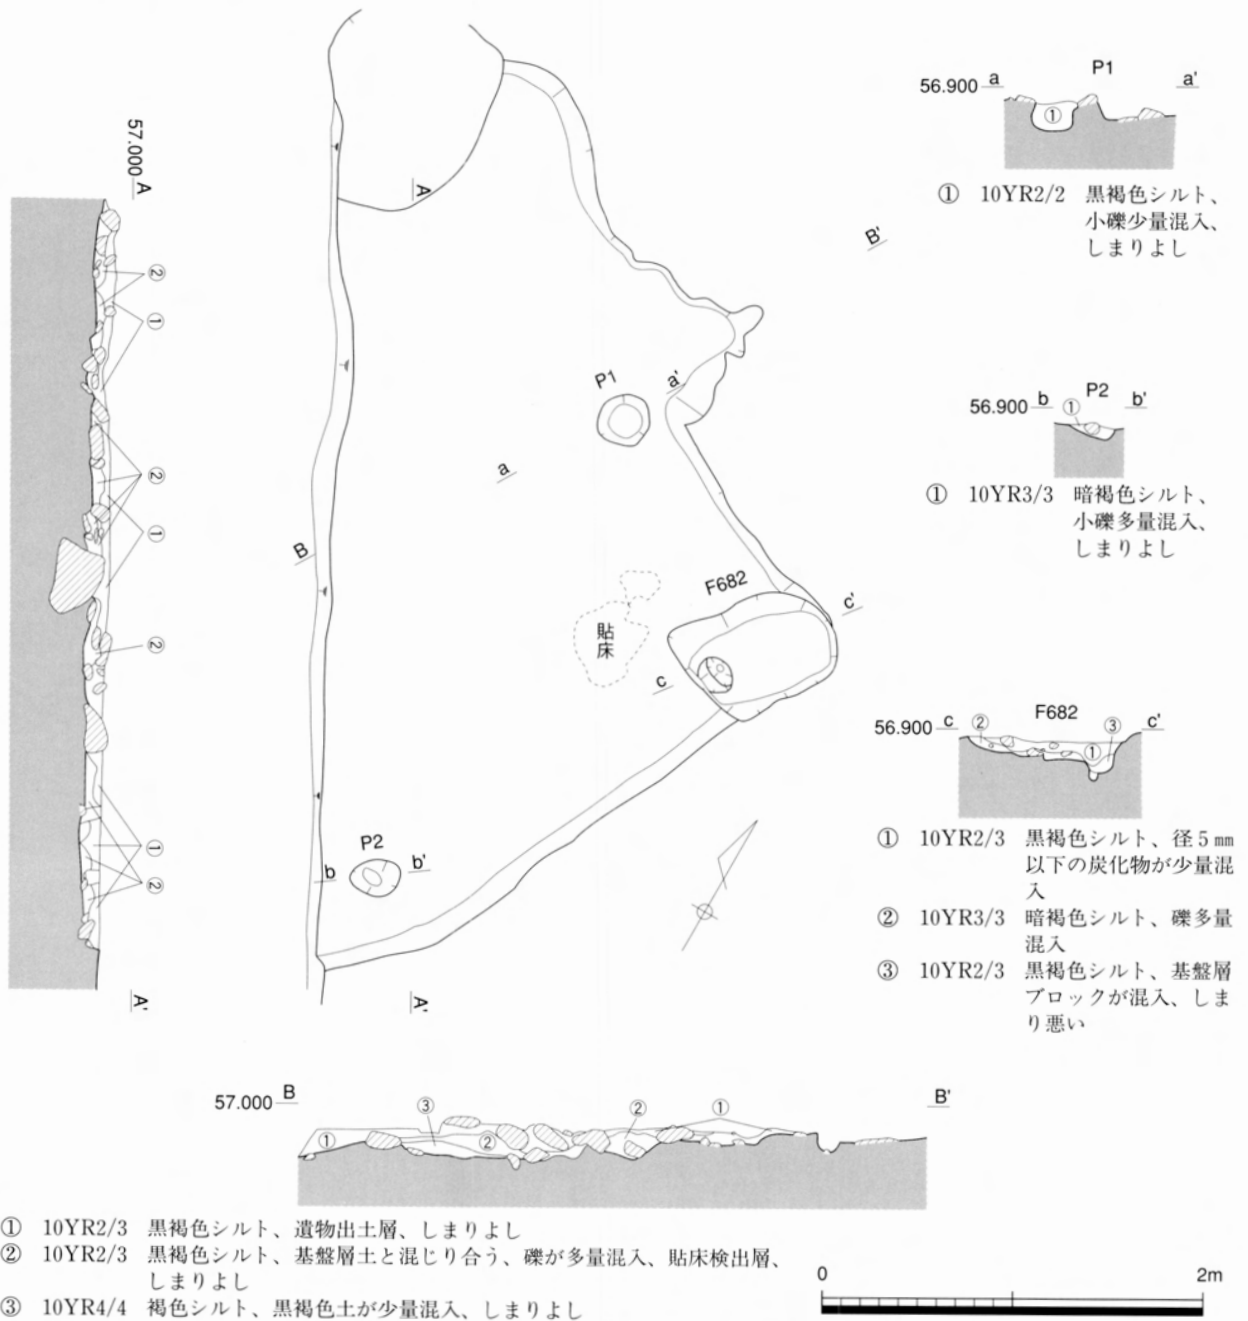 56.900 a P1 a'
①
① 10YR2/2 黒褐色シルト、
小礫少量混入、
しまりよし
57.000 A
②
①
②
①
②
①
②
A'
A
B'
P1
a'
a
B
F682
c'
貼
床
c
P2
b
b'
A'
56.900 b ① P2 b'
① 10YR3/3 暗褐色シルト、
小礫多量混入、
しまりよし
56.900 c ② F682 ③ c'
①
① 10YR2/3 黒褐色シルト、径5㎜
以下の炭化物が少量混
入
② 10YR3/3 暗褐色シルト、礫多量
混入
③ 10YR2/3 黒褐色シルト、基盤層
ブロックが混入、しま
り悪い
57.000 B ③ ② ① B'
① ②
① 10YR2/3 黒褐色シルト、遺物出土層、しまりよし
② 10YR2/3 黒褐色シルト、基盤層土と混じり合う、礫が多量混入、貼床検出層、
しまりよし
③ 10YR4/4 褐色シルト、黒褐色土が少量混入、しまりよし
0 2m